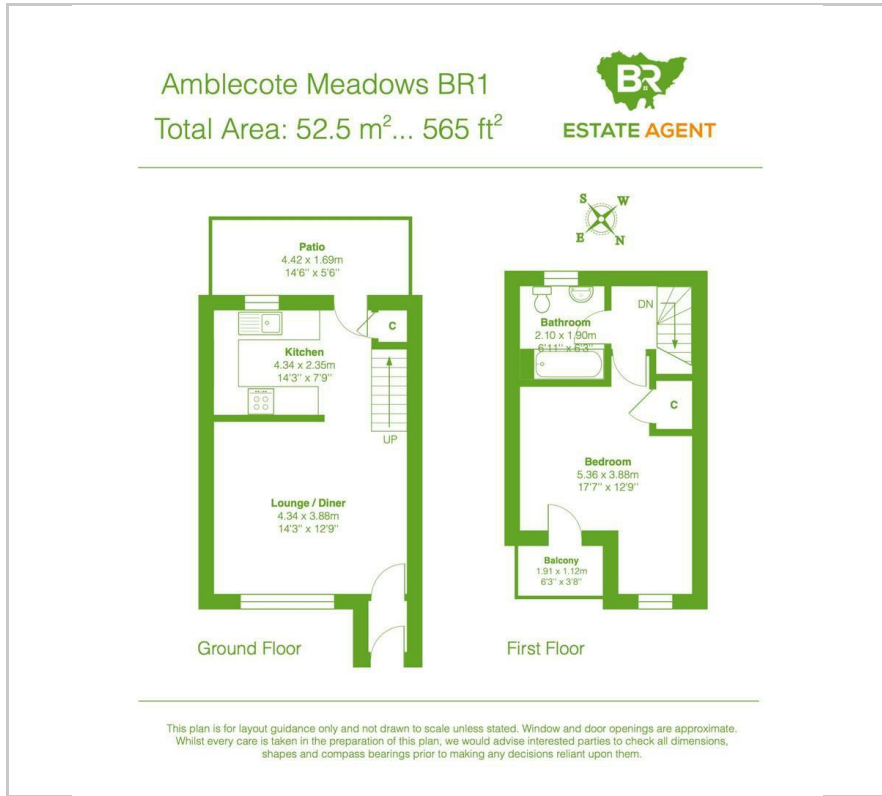 Amblecote Meadows BR1
Total Area: 52.5 m²... 565 ft²
BR
ESTATE AGENT
Patio
4.42 x 1.69m
14'6'' x 5'6''
C
Kitchen
4.34 x 2.35m
14'3'' x 7'9''
UP
Lounge / Diner
4.34 x 3.88m
14'3'' x 12'9''
Ground Floor
S
W
E
N
DN
Bathroom
2.10 x 1.90m
6'11'' x 6'3''
C
Bedroom
5.36 x 3.88m
17'7'' x 12'9''
Balcony
1.91 x 1.12m
6'3'' x 3'8''
First Floor
This plan is for layout guidance only and not drawn to scale unless stated. Window and door openings are approximate.
Whilst every care is taken in the preparation of this plan, we would advise interested parties to check all dimensions,
shapes and compass bearings prior to making any decisions reliant upon them.